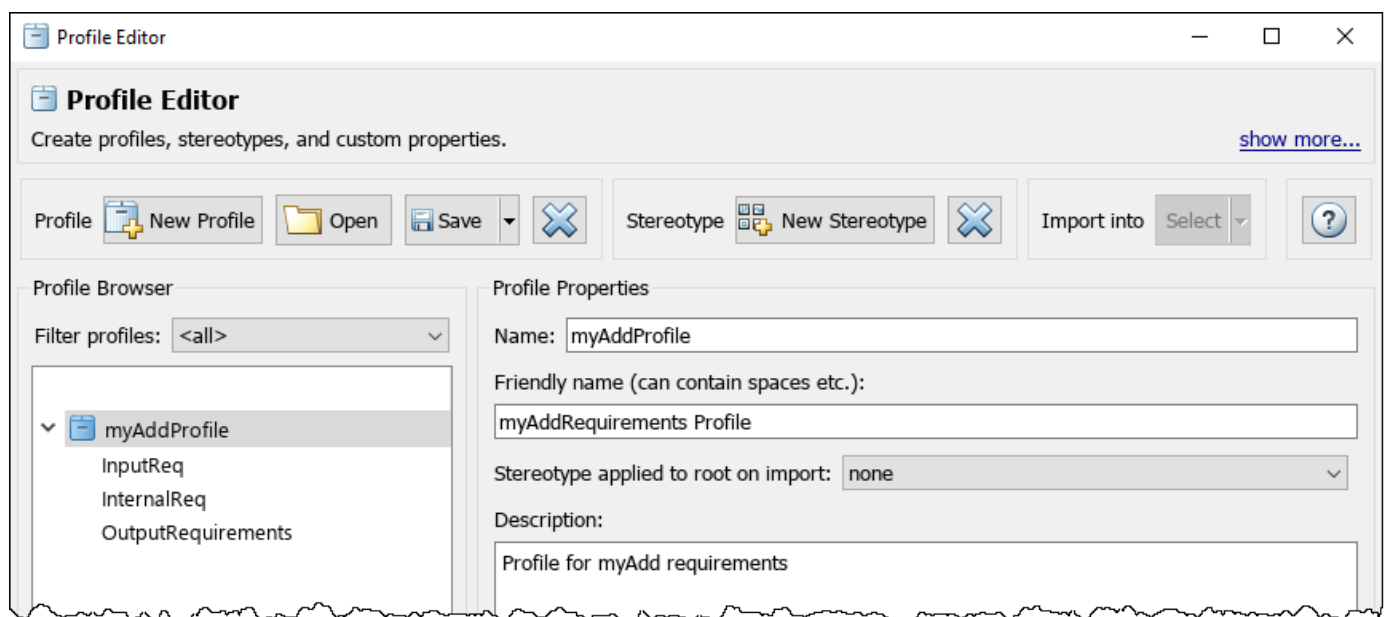 Profile Editor
Profile Editor
Create profiles, stereotypes, and custom properties.
show more...
Profile New Profile Open Save Stereotype New Stereotype Import into Select ?
Profile Browser
Filter profiles: <all>
myAddProfile
InputReq
InternalReq
OutputRequirements
Profile Properties
Name: myAddProfile
Friendly name (can contain spaces etc.):
myAddRequirements Profile
Stereotype applied to root on import: none
Description:
Profile for myAdd requirements